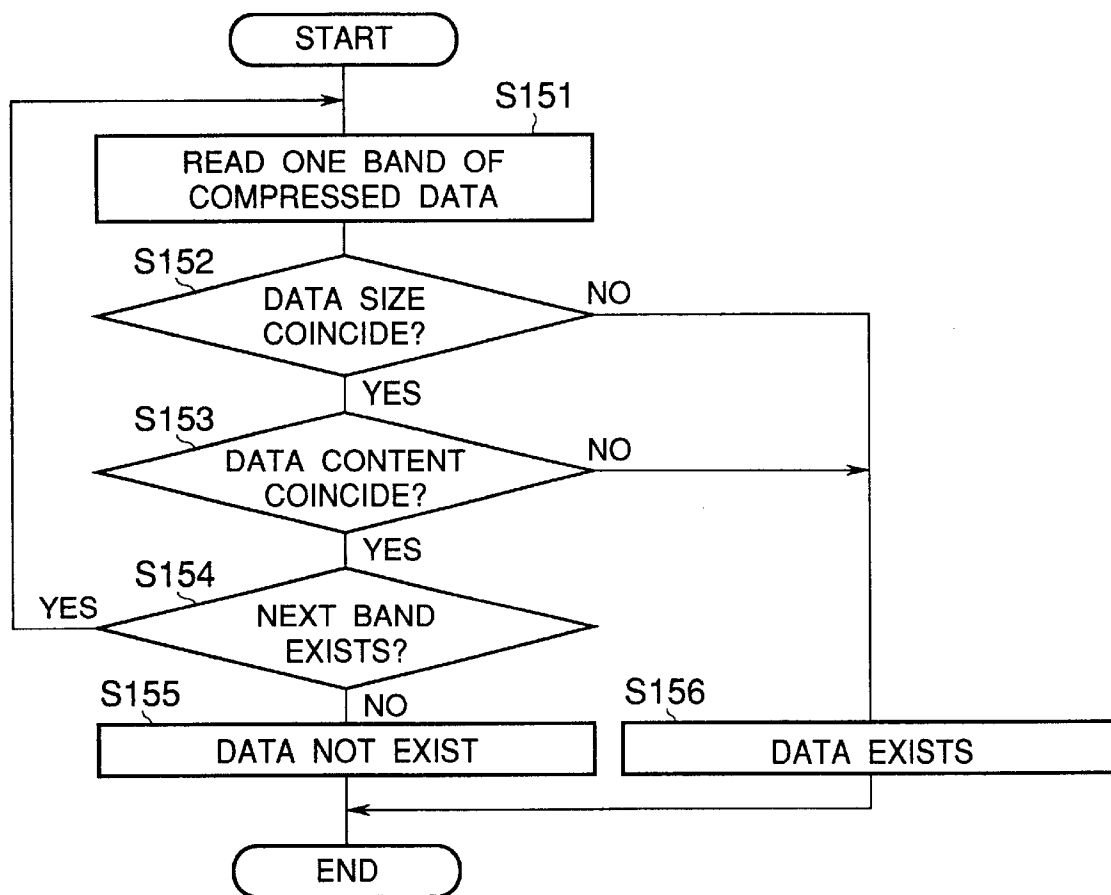 START
S151
READ ONE BAND OF
COMPRESSED DATA
S152
DATA SIZE
COINCIDE?
NO
YES
S153
DATA CONTENT
COINCIDE?
NO
YES
S154
NEXT BAND
EXISTS?
YES
NO
S155
DATA NOT EXIST
S156
DATA EXISTS
END